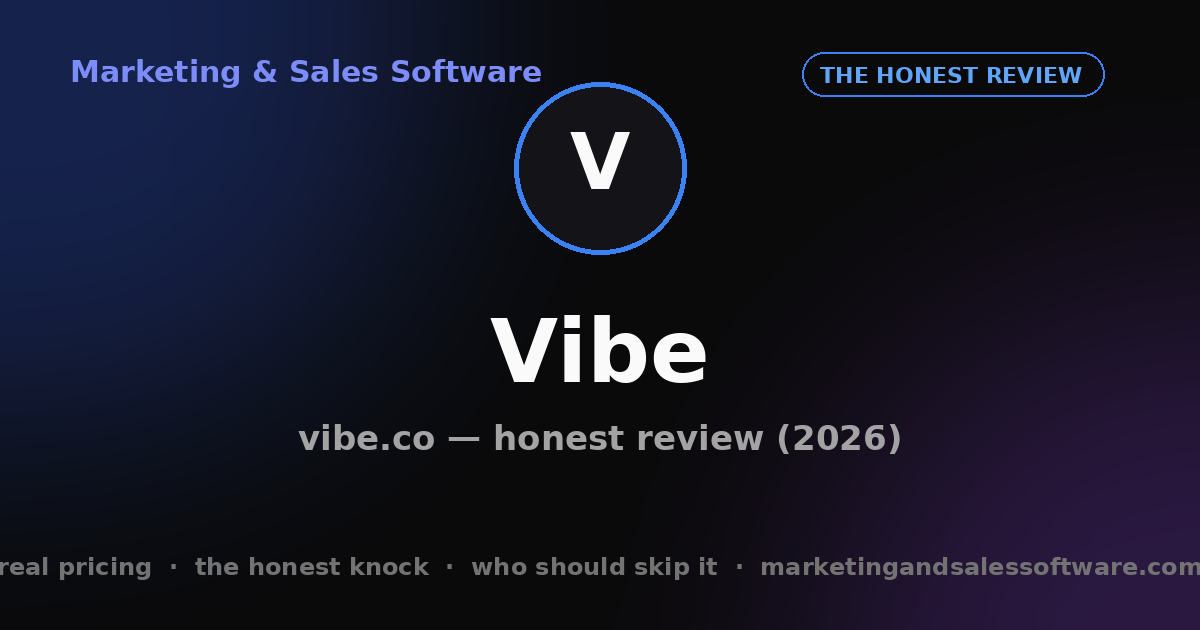 Marketing & Sales Software
THE HONEST REVIEW
V
Vibe
vibe.co — honest review (2026)
real pricing · the honest knock · who should skip it · marketingandsalessoftware.com